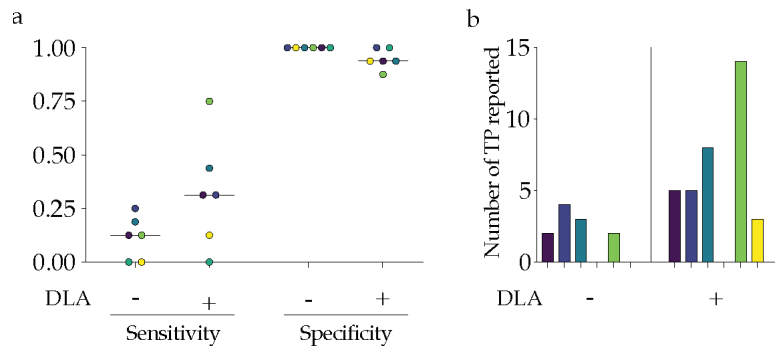 a
1.00
0.75
0.50
0.25
0.00
DLA - + - +
Sensitivity Specificity
b
Number of TP reported
15
10
5
0
DLA - +